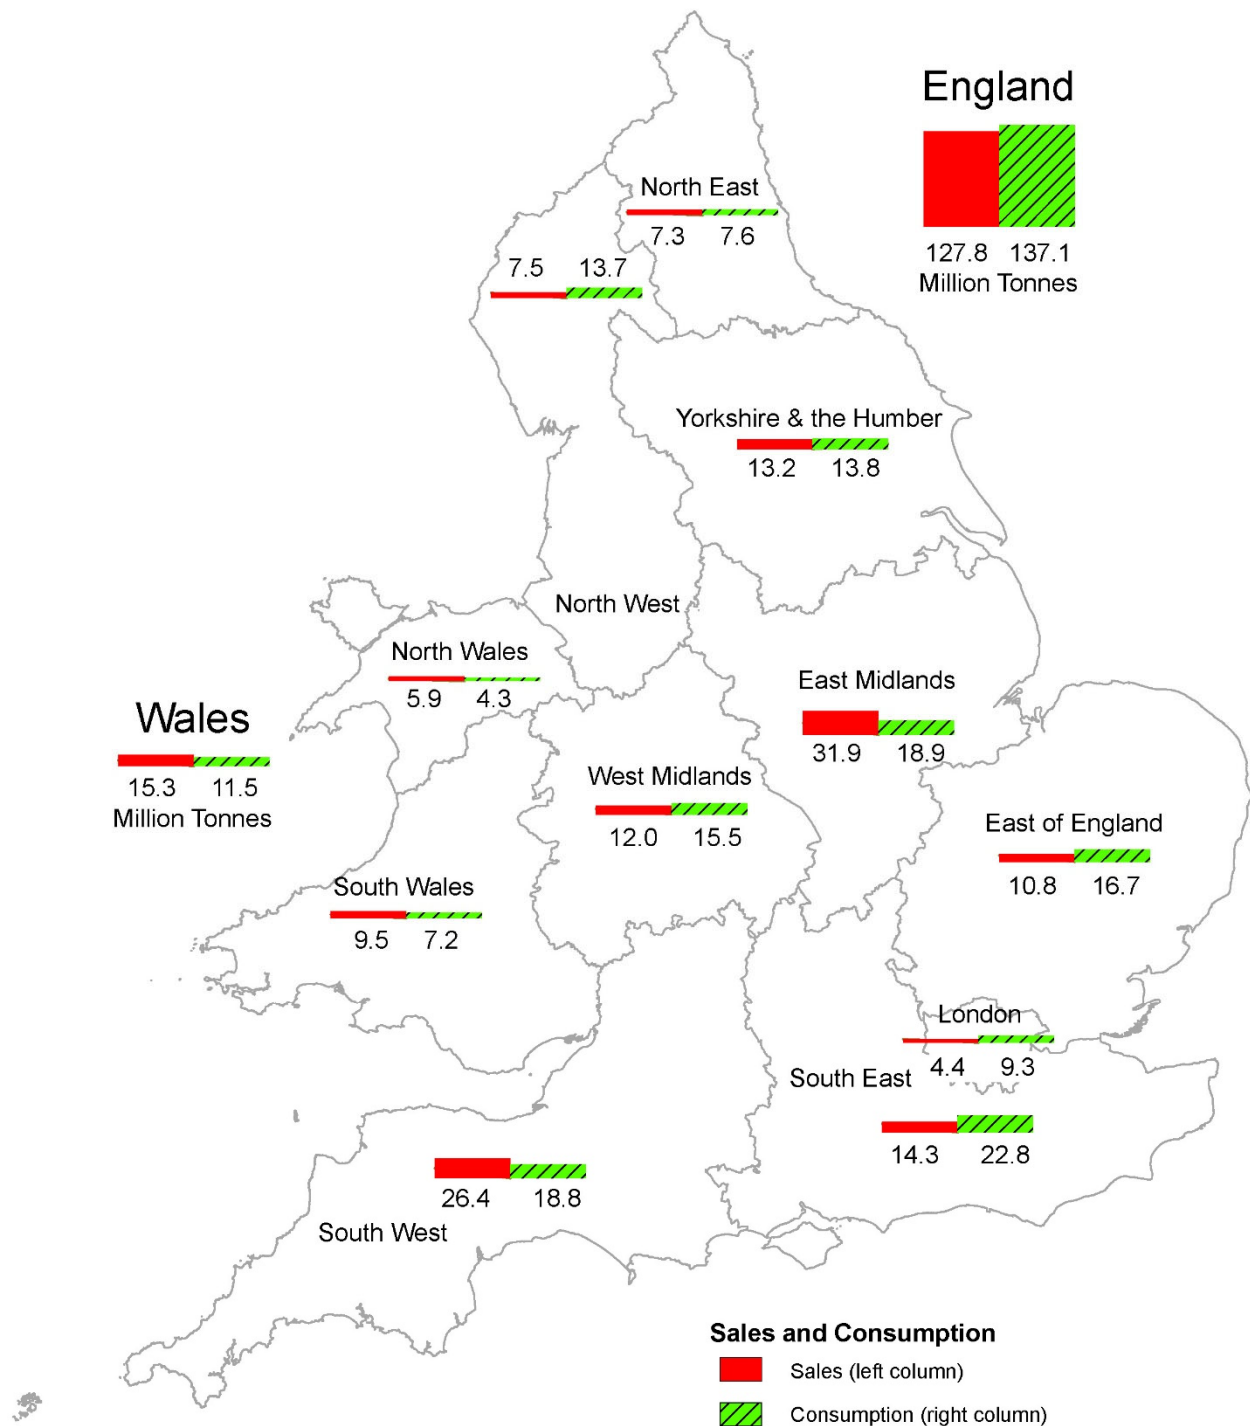 England
127.8 137.1
Million Tonnes
North East
7.3 7.6
7.5 13.7
Yorkshire & the Humber
13.2 13.8
North West
North Wales
5.9 4.3
East Midlands
31.9 18.9
Wales
15.3 11.5
Million Tonnes
West Midlands
12.0 15.5
East of England
10.8 16.7
South Wales
9.5 7.2
London
4.4 9.3
South East
14.3 22.8
26.4 18.8
South West
Sales and Consumption
Sales (left column)
Consumption (right column)